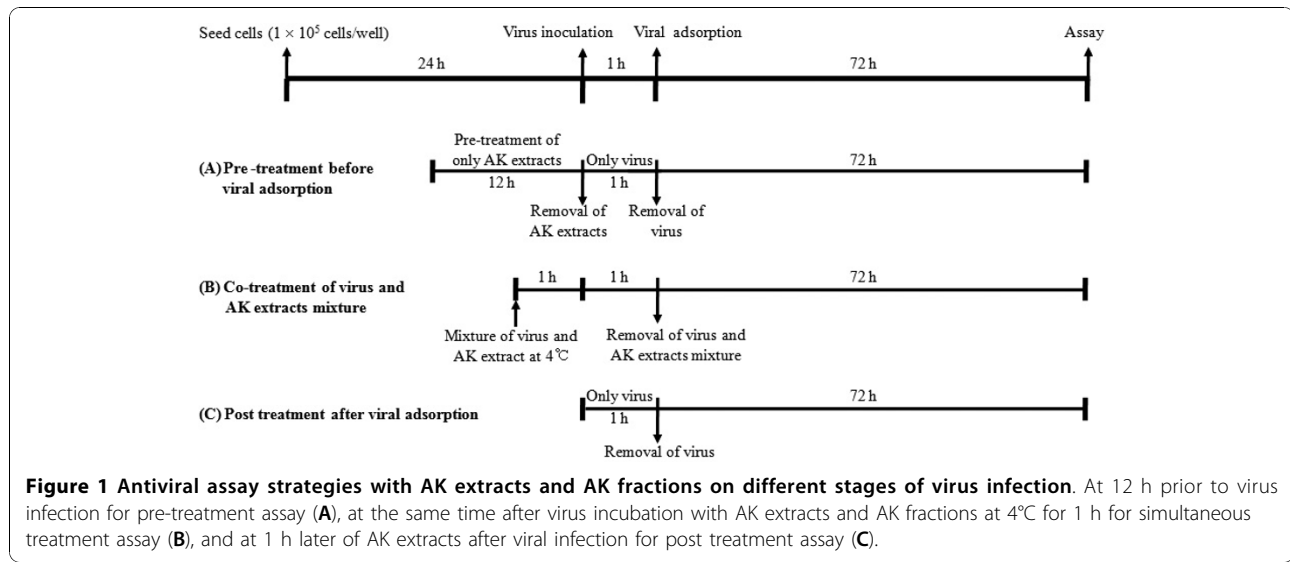 Seed cells (1 × 10⁵ cells/well)
Virus inoculation
Viral adsorption
Assay
24 h
1 h
72 h
(A) Pre -treatment before
viral adsorption
Pre-treatment of
only AK extracts
12 h
Only virus
1 h
72 h
Removal of
AK extracts
Removal of
virus
(B) Co-treatment of virus and
AK extracts mixture
1 h
1 h
72 h
Mixture of virus and
AK extract at 4℃
Removal of virus and
AK extracts mixture
(C) Post treatment after viral adsorption
Only virus
1 h
72 h
Removal of virus
Figure 1 Antiviral assay strategies with AK extracts and AK fractions on different stages of virus infection. At 12 h prior to virus
infection for pre-treatment assay (A), at the same time after virus incubation with AK extracts and AK fractions at 4°C for 1 h for simultaneous
treatment assay (B), and at 1 h later of AK extracts after viral infection for post treatment assay (C).